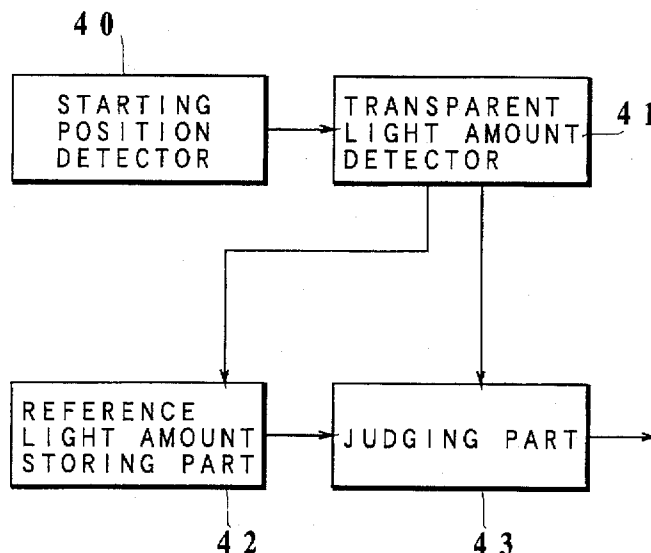 40
STARTING
POSITION
DETECTOR
TRANSPARENT
LIGHT AMOUNT
DETECTOR
41
REFERENCE
LIGHT AMOUNT
STORING PART
42
JUDGING PART
43